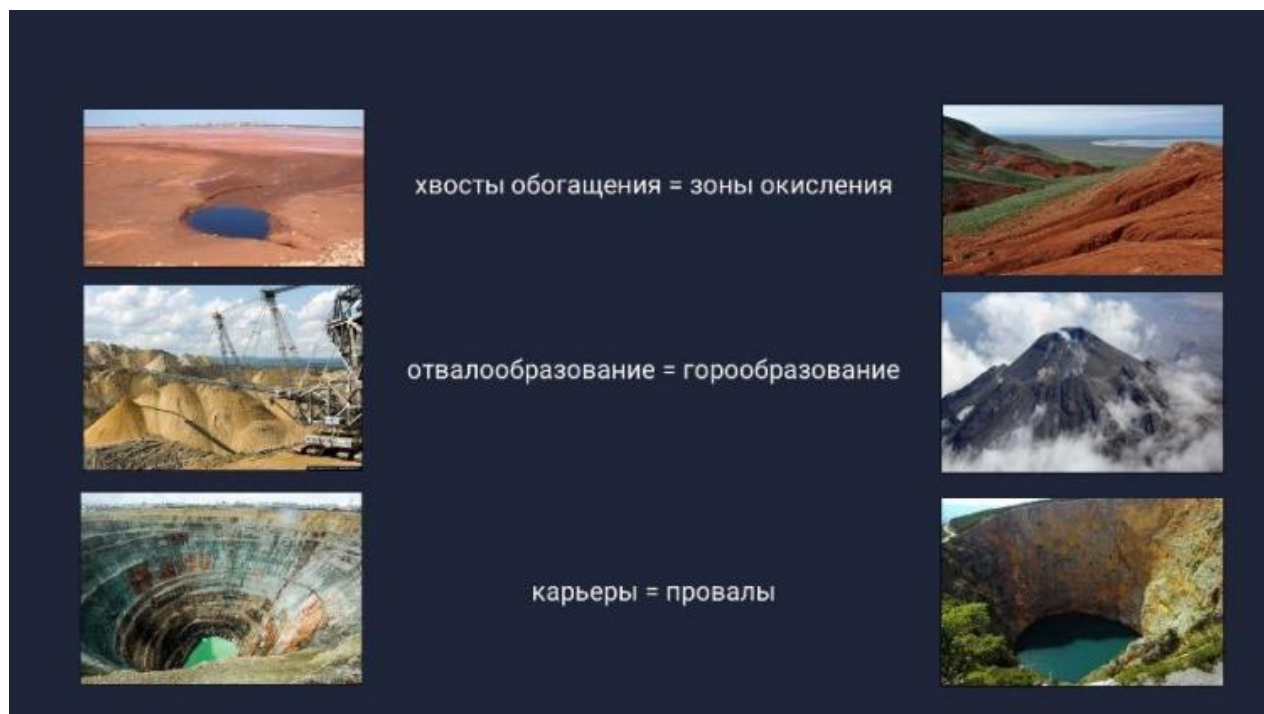 хвосты обогащения = зоны окисления
отвалообразование = горообразование
карьеры = провалы